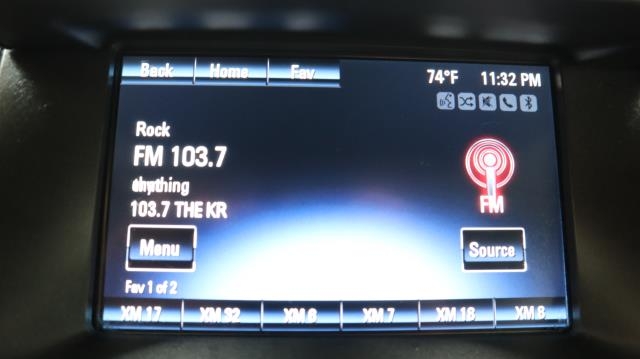 Back Home Fav
74°F 11:32 PM
Rock
FM 103.7
103.7 THE KR
FM
Menu
Source
Fav 1 of 2
XM 17 XM 32 XM 6 XM 7 XM 18 XM 8